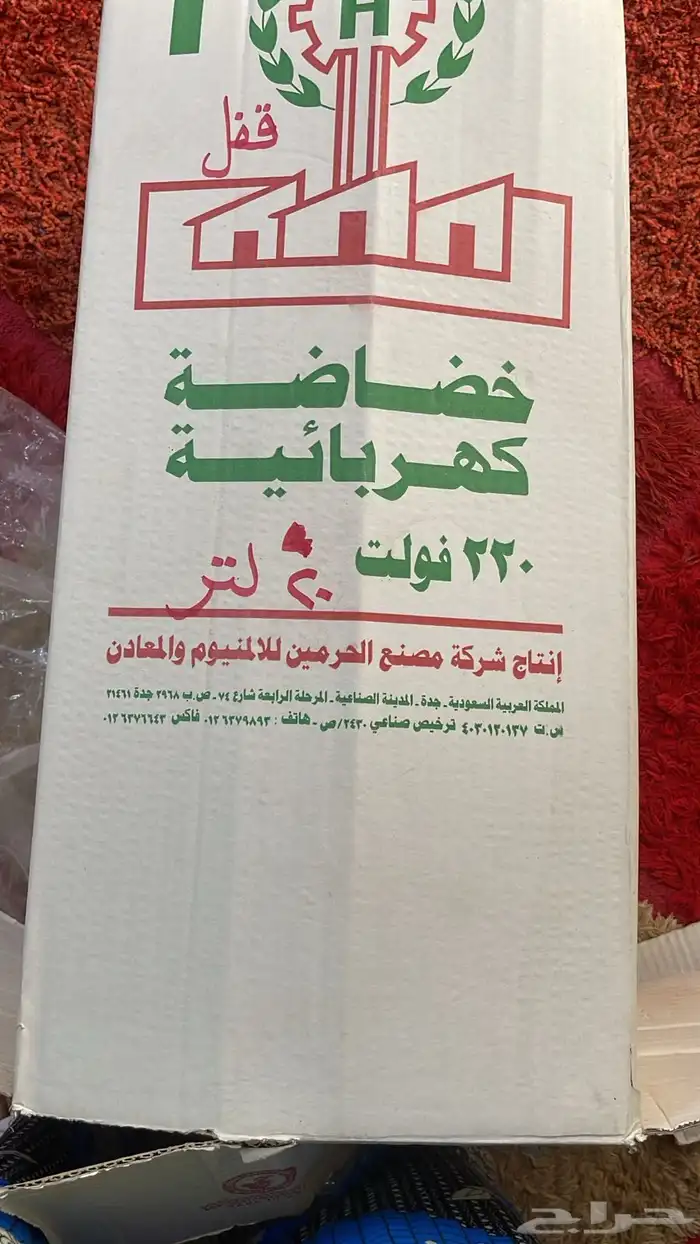 H
قفل
خضاضة
كهربائية
٢٢٠ فولت ٢٠ لتر
إنتاج شركة مصنع الحرمين للالمنيوم والمعادن
المملكة العربية السعودية - جدة - المدينة الصناعية - المرحلة الرابعة شارع ٧٤ - ص.ب ٢٩٦٨ جدة ٢١٤٦١
س.ت ٤٠٣٠١٢٠١٣٧ ترخيص صناعي ٢٤٣٠/ص - هاتف : ٠١٢٦٣٧٩٨٩٣ فاكس ٠١٢٦٣٧٦٦٤٣
حراج